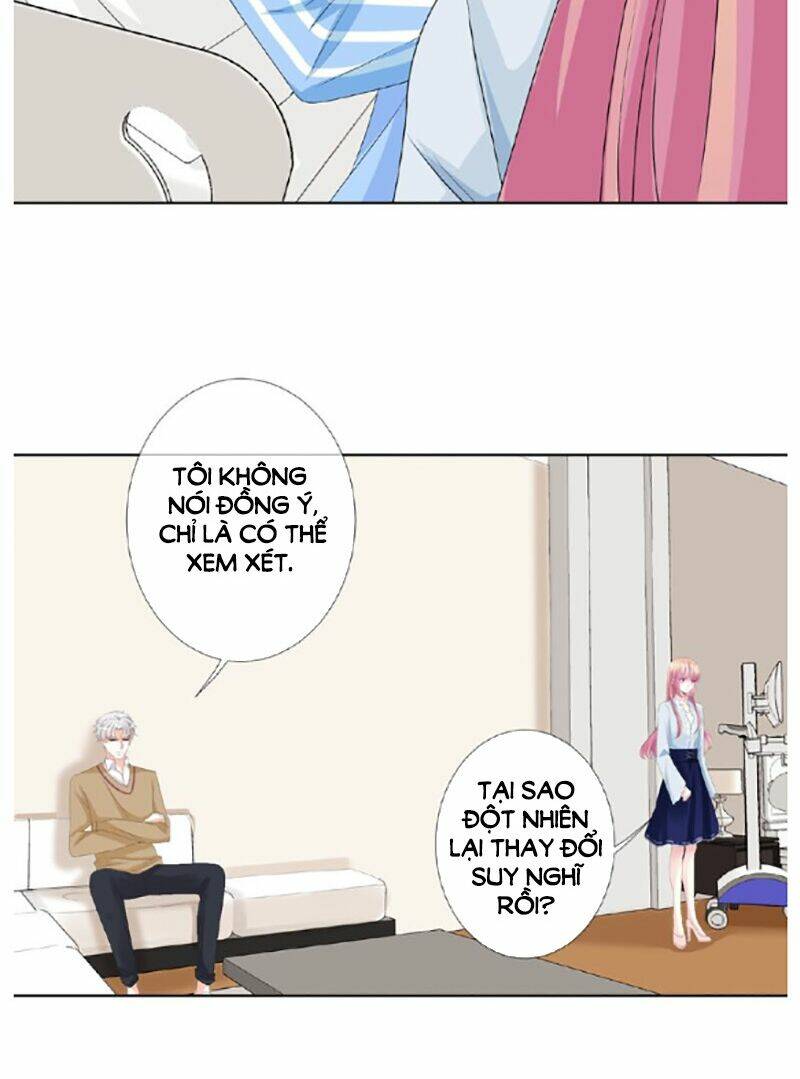 TÔI KHÔNG
NÓI ĐỒNG Ý,
CHỈ LÀ CÓ THỂ
XEM XÉT.
TẠI SAO
ĐỘT NHIÊN
LẠI THAY ĐỔI
SUY NGHĨ
RỒI?